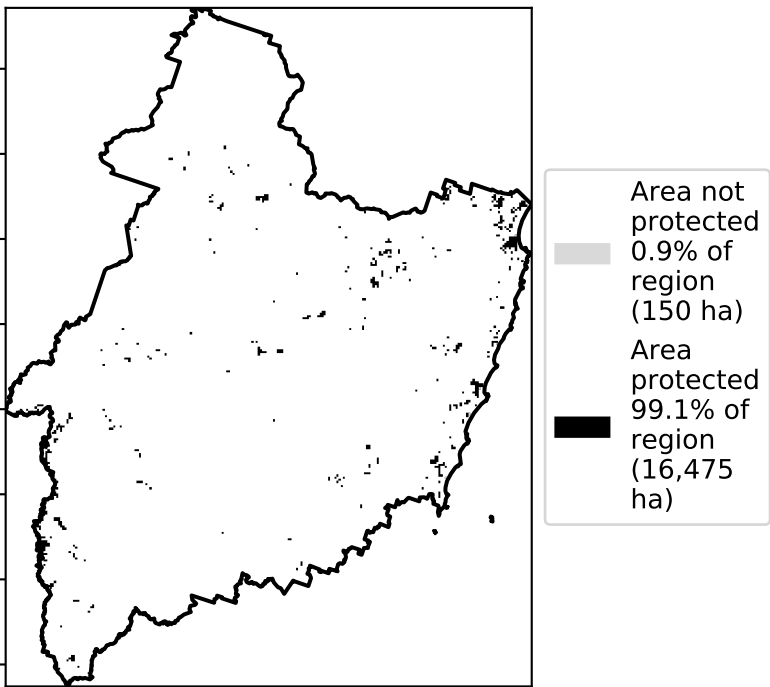 Area not
protected
0.9% of
region
(150 ha)
Area
protected
99.1% of
region
(16,475
ha)